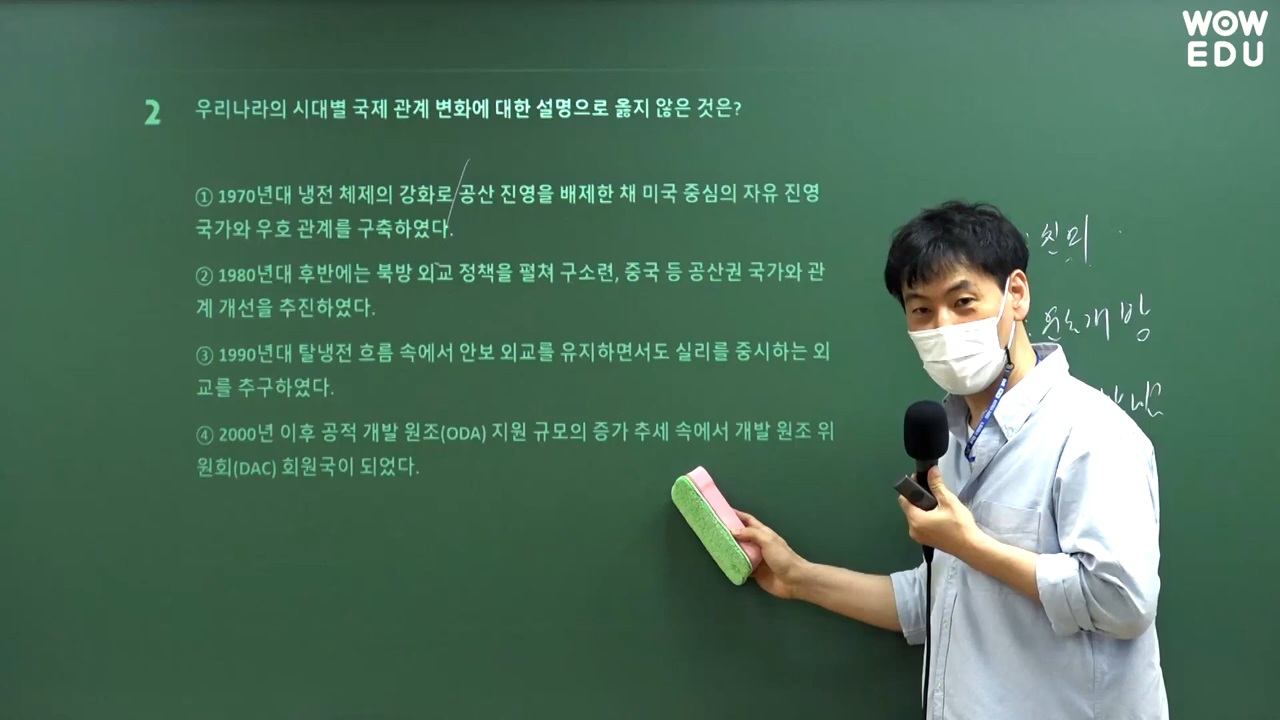 WOW
EDU
2 우리나라의 시대별 국제 관계 변화에 대한 설명으로 옳지 않은 것은?
① 1970년대 냉전 체제의 강화로 공산 진영을 배제한 채 미국 중심의 자유 진영
국가와 우호 관계를 구축하였다.
② 1980년대 후반에는 북방 외교 정책을 펼쳐 구소련, 중국 등 공산권 국가와 관
계 개선을 추진하였다.
③ 1990년대 탈냉전 흐름 속에서 안보 외교를 유지하면서도 실리를 중시하는 외
교를 추구하였다.
④ 2000년 이후 공적 개발 원조(ODA) 지원 규모의 증가 추세 속에서 개발 원조 위
원회(DAC) 회원국이 되었다.
친미